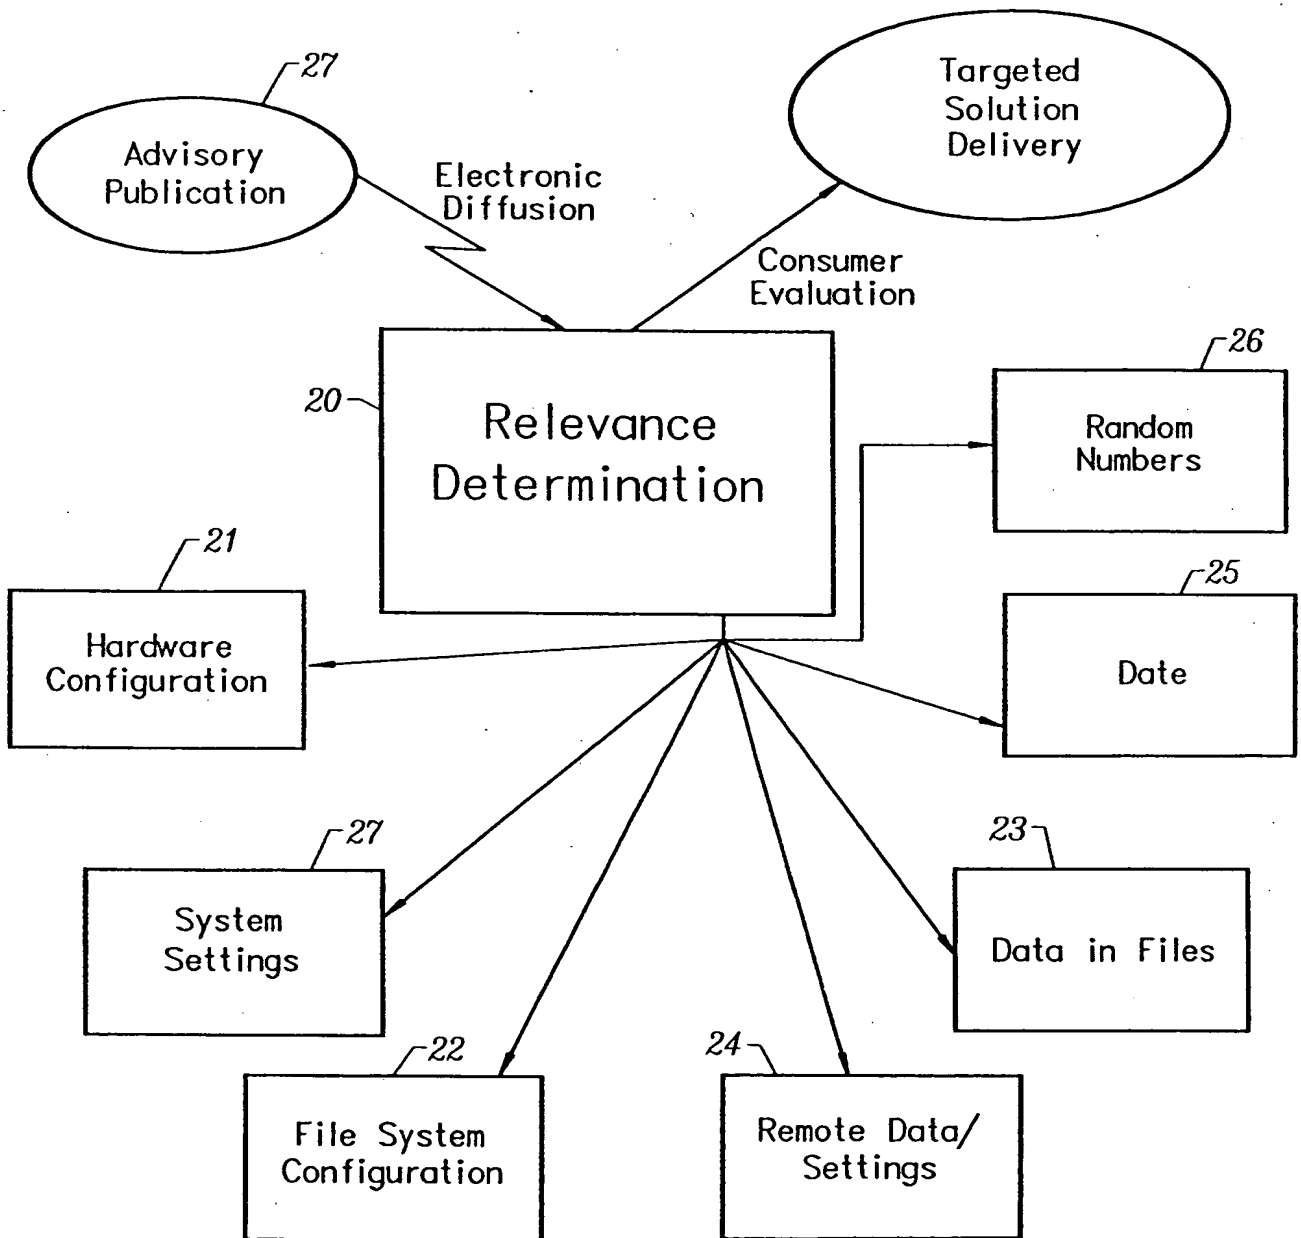 27
Advisory
Publication
Targeted
Solution
Delivery
Electronic
Diffusion
Consumer
Evaluation
20
Relevance
Determination
26
Random
Numbers
21
Hardware
Configuration
25
Date
27
System
Settings
23
Data in Files
22
File System
Configuration
24
Remote Data/
Settings